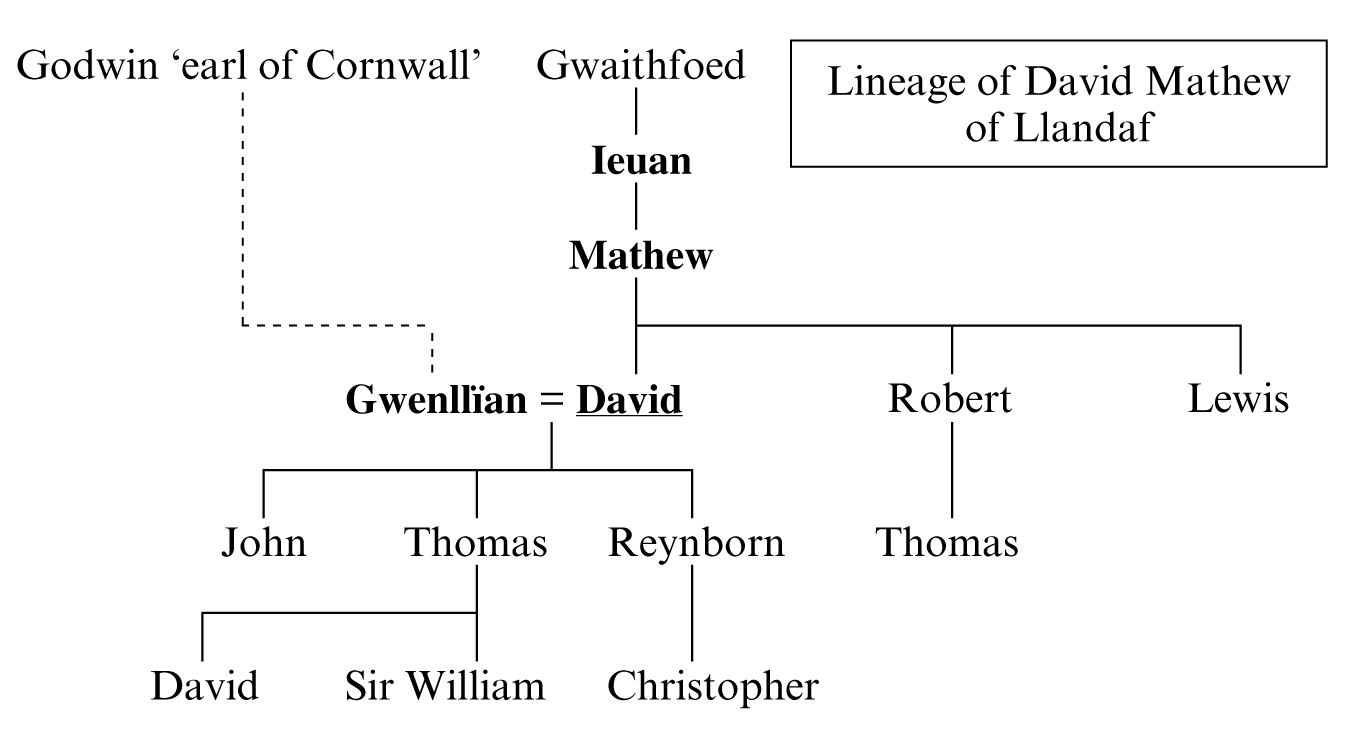 Godwin ‘earl of Cornwall’ Gwaithfoed
Lineage of David Mathew
of Llandaf
Ieuan
Mathew
Gwenllïan = David Robert Lewis
John Thomas Reynborn Thomas
David Sir William Christopher